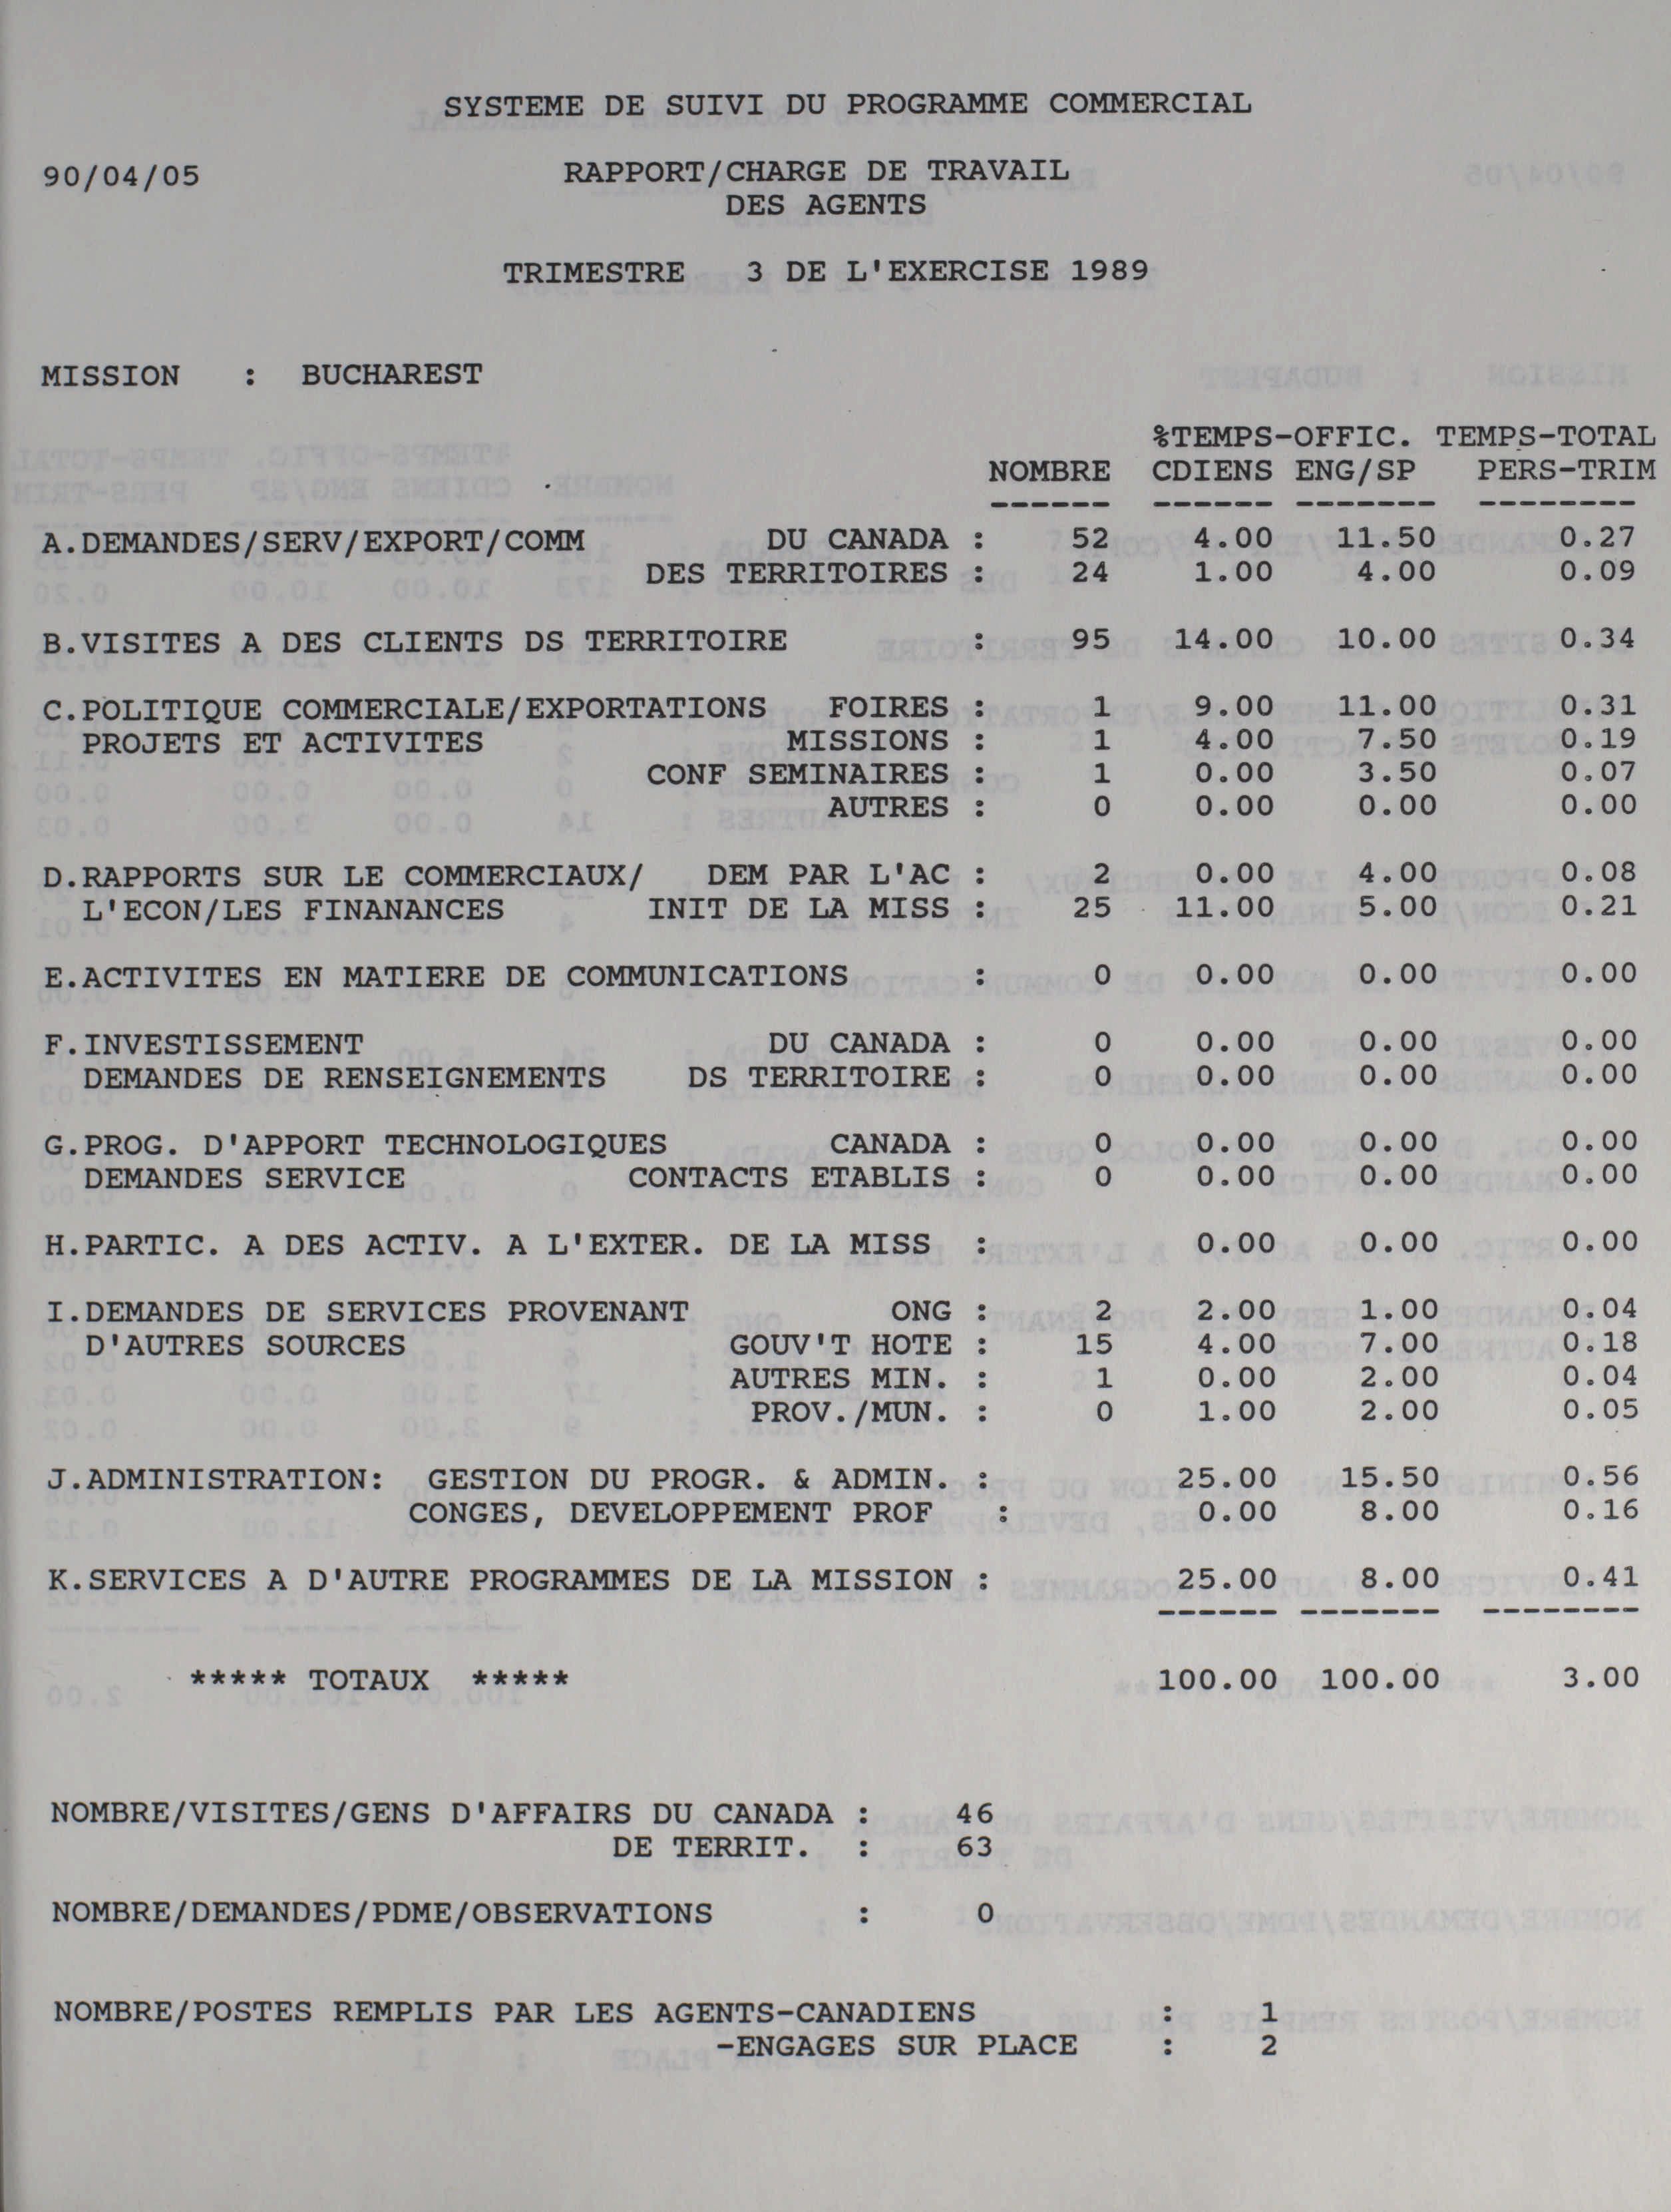 SYSTEME DE SUIVI DU PROGRAMME COMMERCIAL
90/04/05 RAPPORT/CHARGE DE TRAVAIL
DES AGENTS
TRIMESTRE 3 DE L'EXERCISE 1989
MISSION : BUCHAREST
%TEMPS-OFFIC. TEMPS-TOTAL
NOMBRE CDIENS ENG/SP PERS-TRIM
------ ------ ------- --------
A.DEMANDES/SERV/EXPORT/COMM DU CANADA : 52 4.00 11.50 0.27
DES TERRITOIRES : 24 1.00 4.00 0.09
B.VISITES A DES CLIENTS DS TERRITOIRE : 95 14.00 10.00 0.34
C.POLITIQUE COMMERCIALE/EXPORTATIONS FOIRES : 1 9.00 11.00 0.31
PROJETS ET ACTIVITES MISSIONS : 1 4.00 7.50 0.19
CONF SEMINAIRES : 1 0.00 3.50 0.07
AUTRES : 0 0.00 0.00 0.00
D.RAPPORTS SUR LE COMMERCIAUX/ DEM PAR L'AC : 2 0.00 4.00 0.08
L'ECON/LES FINANANCES INIT DE LA MISS : 25 11.00 5.00 0.21
E.ACTIVITES EN MATIERE DE COMMUNICATIONS : 0 0.00 0.00 0.00
F.INVESTISSEMENT DU CANADA : 0 0.00 0.00 0.00
DEMANDES DE RENSEIGNEMENTS DS TERRITOIRE : 0 0.00 0.00 0.00
G.PROG. D'APPORT TECHNOLOGIQUES CANADA : 0 0.00 0.00 0.00
DEMANDES SERVICE CONTACTS ETABLIS : 0 0.00 0.00 0.00
H.PARTIC. A DES ACTIV. A L'EXTER. DE LA MISS : 0.00 0.00 0.00
I.DEMANDES DE SERVICES PROVENANT ONG : 2 2.00 1.00 0.04
D'AUTRES SOURCES GOUV'T HOTE : 15 4.00 7.00 0.18
AUTRES MIN. : 1 0.00 2.00 0.04
PROV./MUN. : 0 1.00 2.00 0.05
J.ADMINISTRATION: GESTION DU PROGR. & ADMIN. : 25.00 15.50 0.56
CONGES, DEVELOPPEMENT PROF : 0.00 8.00 0.16
K.SERVICES A D'AUTRE PROGRAMMES DE LA MISSION : 25.00 8.00 0.41
------ ------- --------
***** TOTAUX ***** 100.00 100.00 3.00
NOMBRE/VISITES/GENS D'AFFAIRS DU CANADA : 46
DE TERRIT. : 63
NOMBRE/DEMANDES/PDME/OBSERVATIONS : 0
NOMBRE/POSTES REMPLIS PAR LES AGENTS-CANADIENS : 1
-ENGAGES SUR PLACE : 2